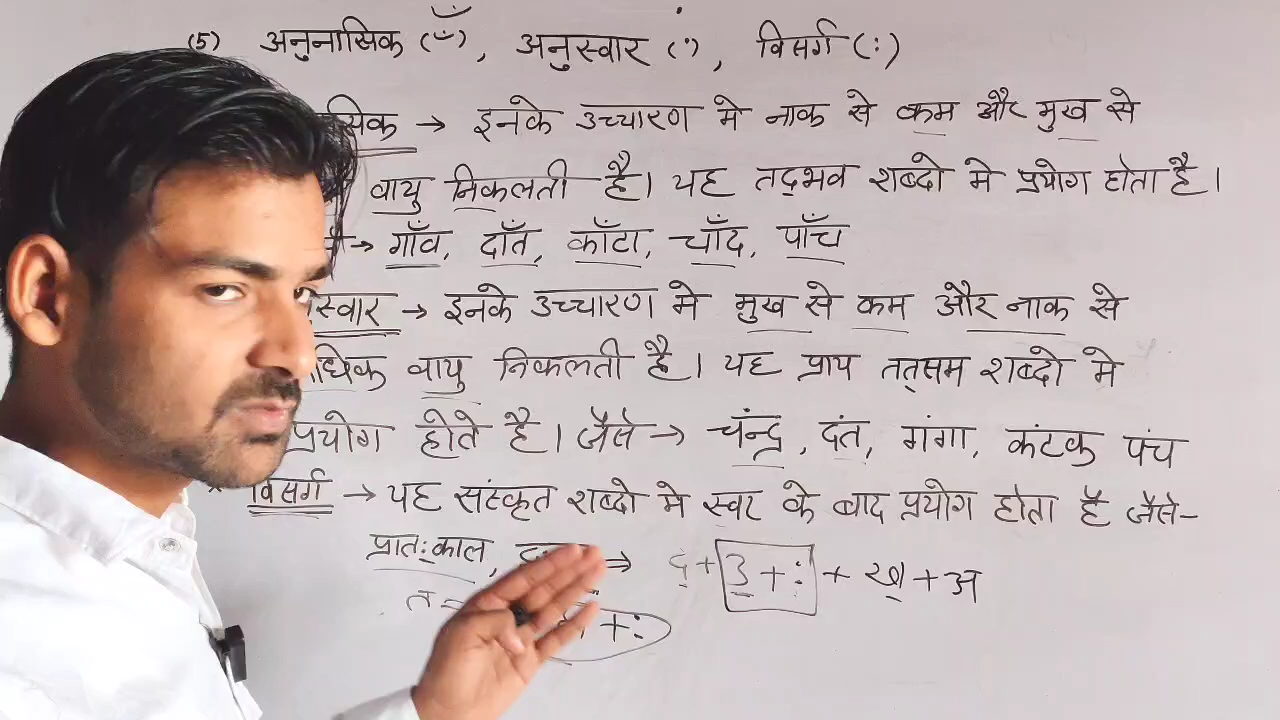 (5) अनुनासिक (ँ), अनुस्वार (ं), विसर्ग (ः)
→ इनके उच्चारण मे नाक से कम और मुख से
वायु निकलती है। यह तद्‌भव शब्दो मे प्रयोग होता है।
→ गाँव, दाँत, काँटा, चाँद, पाँच
स्वार → इनके उच्चारण मे मुख से कम और नाक से
वायु निकलती है। यह प्राय तत्‌सम शब्दो मे
प्रयोग होते है। जैसे → चंन्द्र, दंत, गंगा, कंटक पंच
* विसर्ग → यह संस्कृत शब्दो मे स्वर के बाद प्रयोग होता है जैसे-
प्रातःकाल, ⇒ द् + उ + ः + ख् + अ
त = + ः